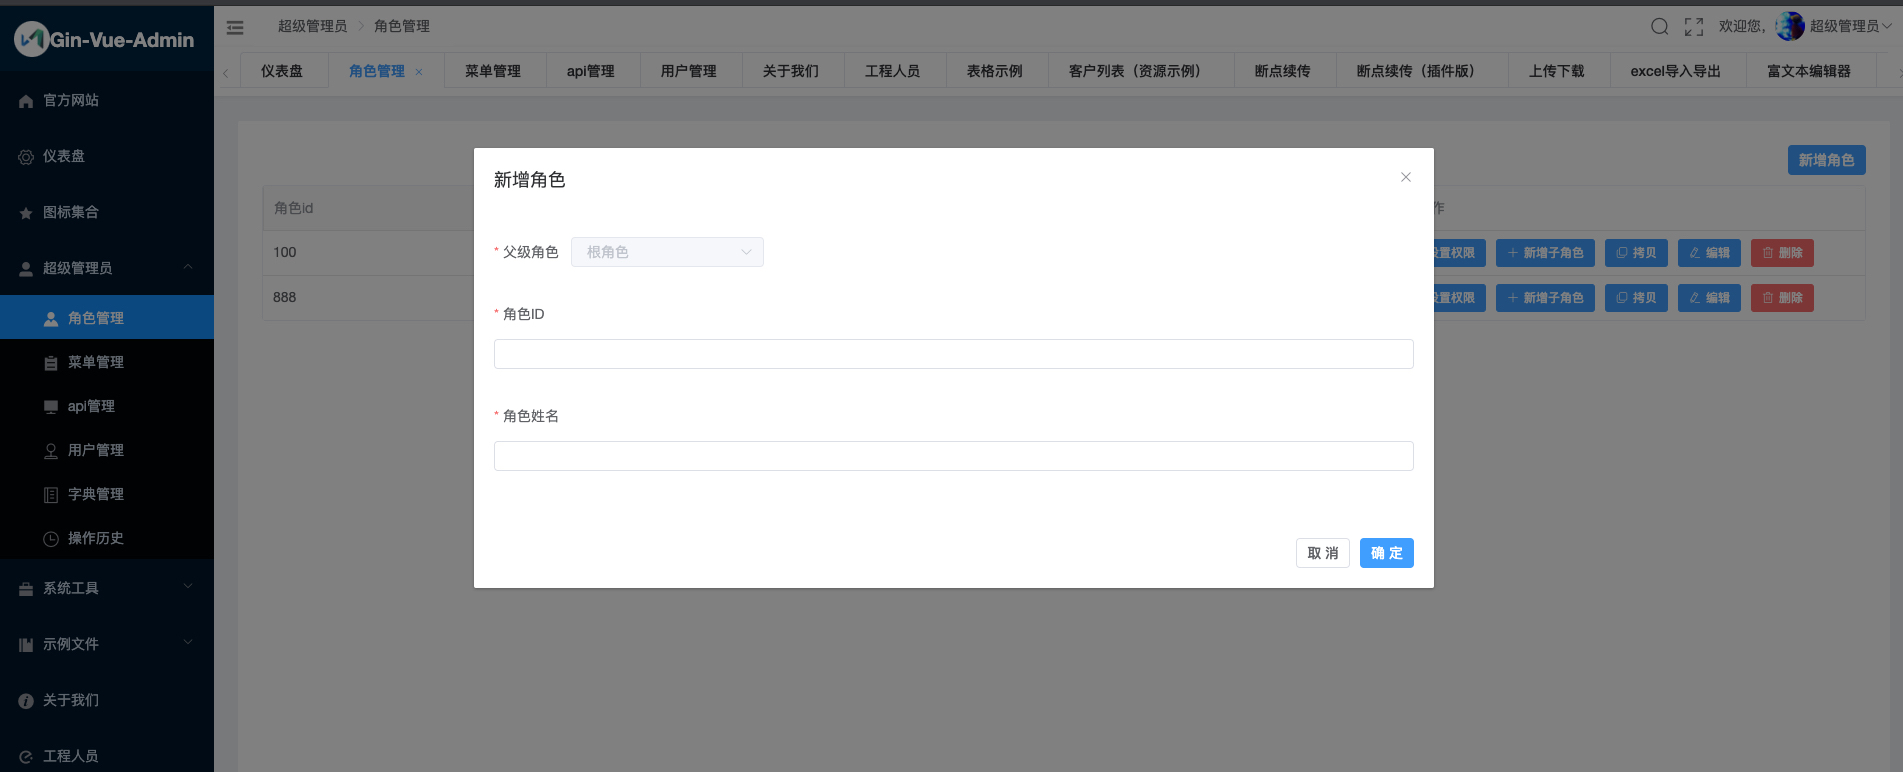 Gin-Vue-Admin
超级管理员 角色管理
欢迎您, 超级管理员
仪表盘 角色管理 菜单管理 api管理 用户管理 关于我们 工程人员 表格示例 客户列表（资源示例） 断点续传 断点续传（插件版） 上传下载 excel导入导出 富文本编辑器
官方网站
仪表盘
图标集合
超级管理员
角色管理
菜单管理
api管理
用户管理
字典管理
操作历史
系统工具
示例文件
关于我们
工程人员
新增角色
角色id
作
100
设置权限 新增子角色 拷贝 编辑 删除
888
设置权限 新增子角色 拷贝 编辑 删除
新增角色
* 父级角色 根角色
* 角色ID
* 角色姓名
取 消 确 定